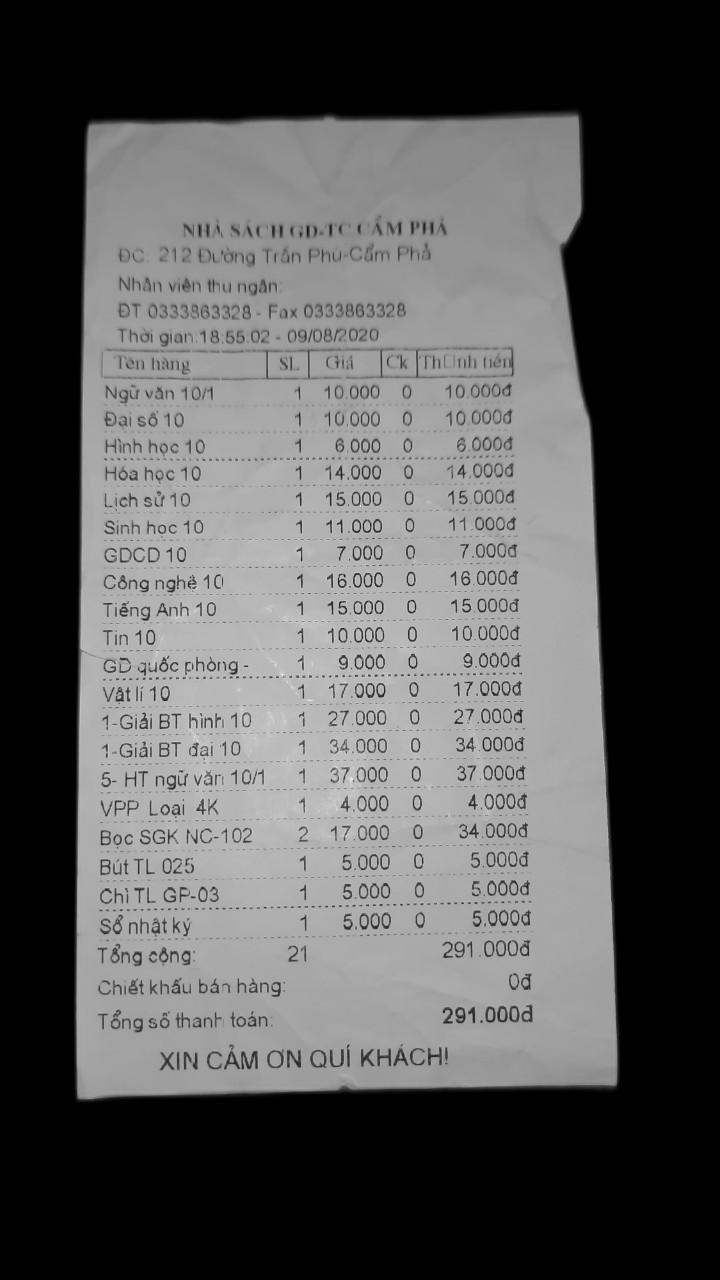 NHÀ SÁCH GD-TC CẨM PHẢ
ĐC: 212 Đường Trần Phú-Cẩm Phả
Nhân viên thu ngân:
ĐT 0333863328 - Fax 0333863328
Thời gian:18:55:02 - 09/08/2020
Tên hàng SL Giá Ck Th□nh tiền
Ngữ văn 10/1 1 10.000 0 10.000đ
Đại số 10 1 10.000 0 10.000đ
Hình học 10 1 6.000 0 6.000đ
Hóa học 10 1 14.000 0 14.000đ
Lịch sử 10 1 15.000 0 15.000đ
Sinh học 10 1 11.000 0 11.000đ
GDCD 10 1 7.000 0 7.000đ
Công nghệ 10 1 16.000 0 16.000đ
Tiếng Anh 10 1 15.000 0 15.000đ
Tin 10 1 10.000 0 10.000đ
GD quốc phòng - 1 9.000 0 9.000đ
Vật lí 10 1 17.000 0 17.000đ
1-Giải BT hình 10 1 27.000 0 27.000đ
1-Giải BT đại 10 1 34.000 0 34.000đ
5- HT ngữ văn 10/1 1 37.000 0 37.000đ
VPP Loại 4K 1 4.000 0 4.000đ
Bọc SGK NC-102 2 17.000 0 34.000đ
Bút TL 025 1 5.000 0 5.000đ
Chì TL GP-03 1 5.000 0 5.000đ
Sổ nhật ký 1 5.000 0 5.000đ
Tổng cộng: 21 291.000đ
Chiết khấu bán hàng: 0đ
Tổng số thanh toán: 291.000đ
XIN CẢM ƠN QUÍ KHÁCH!